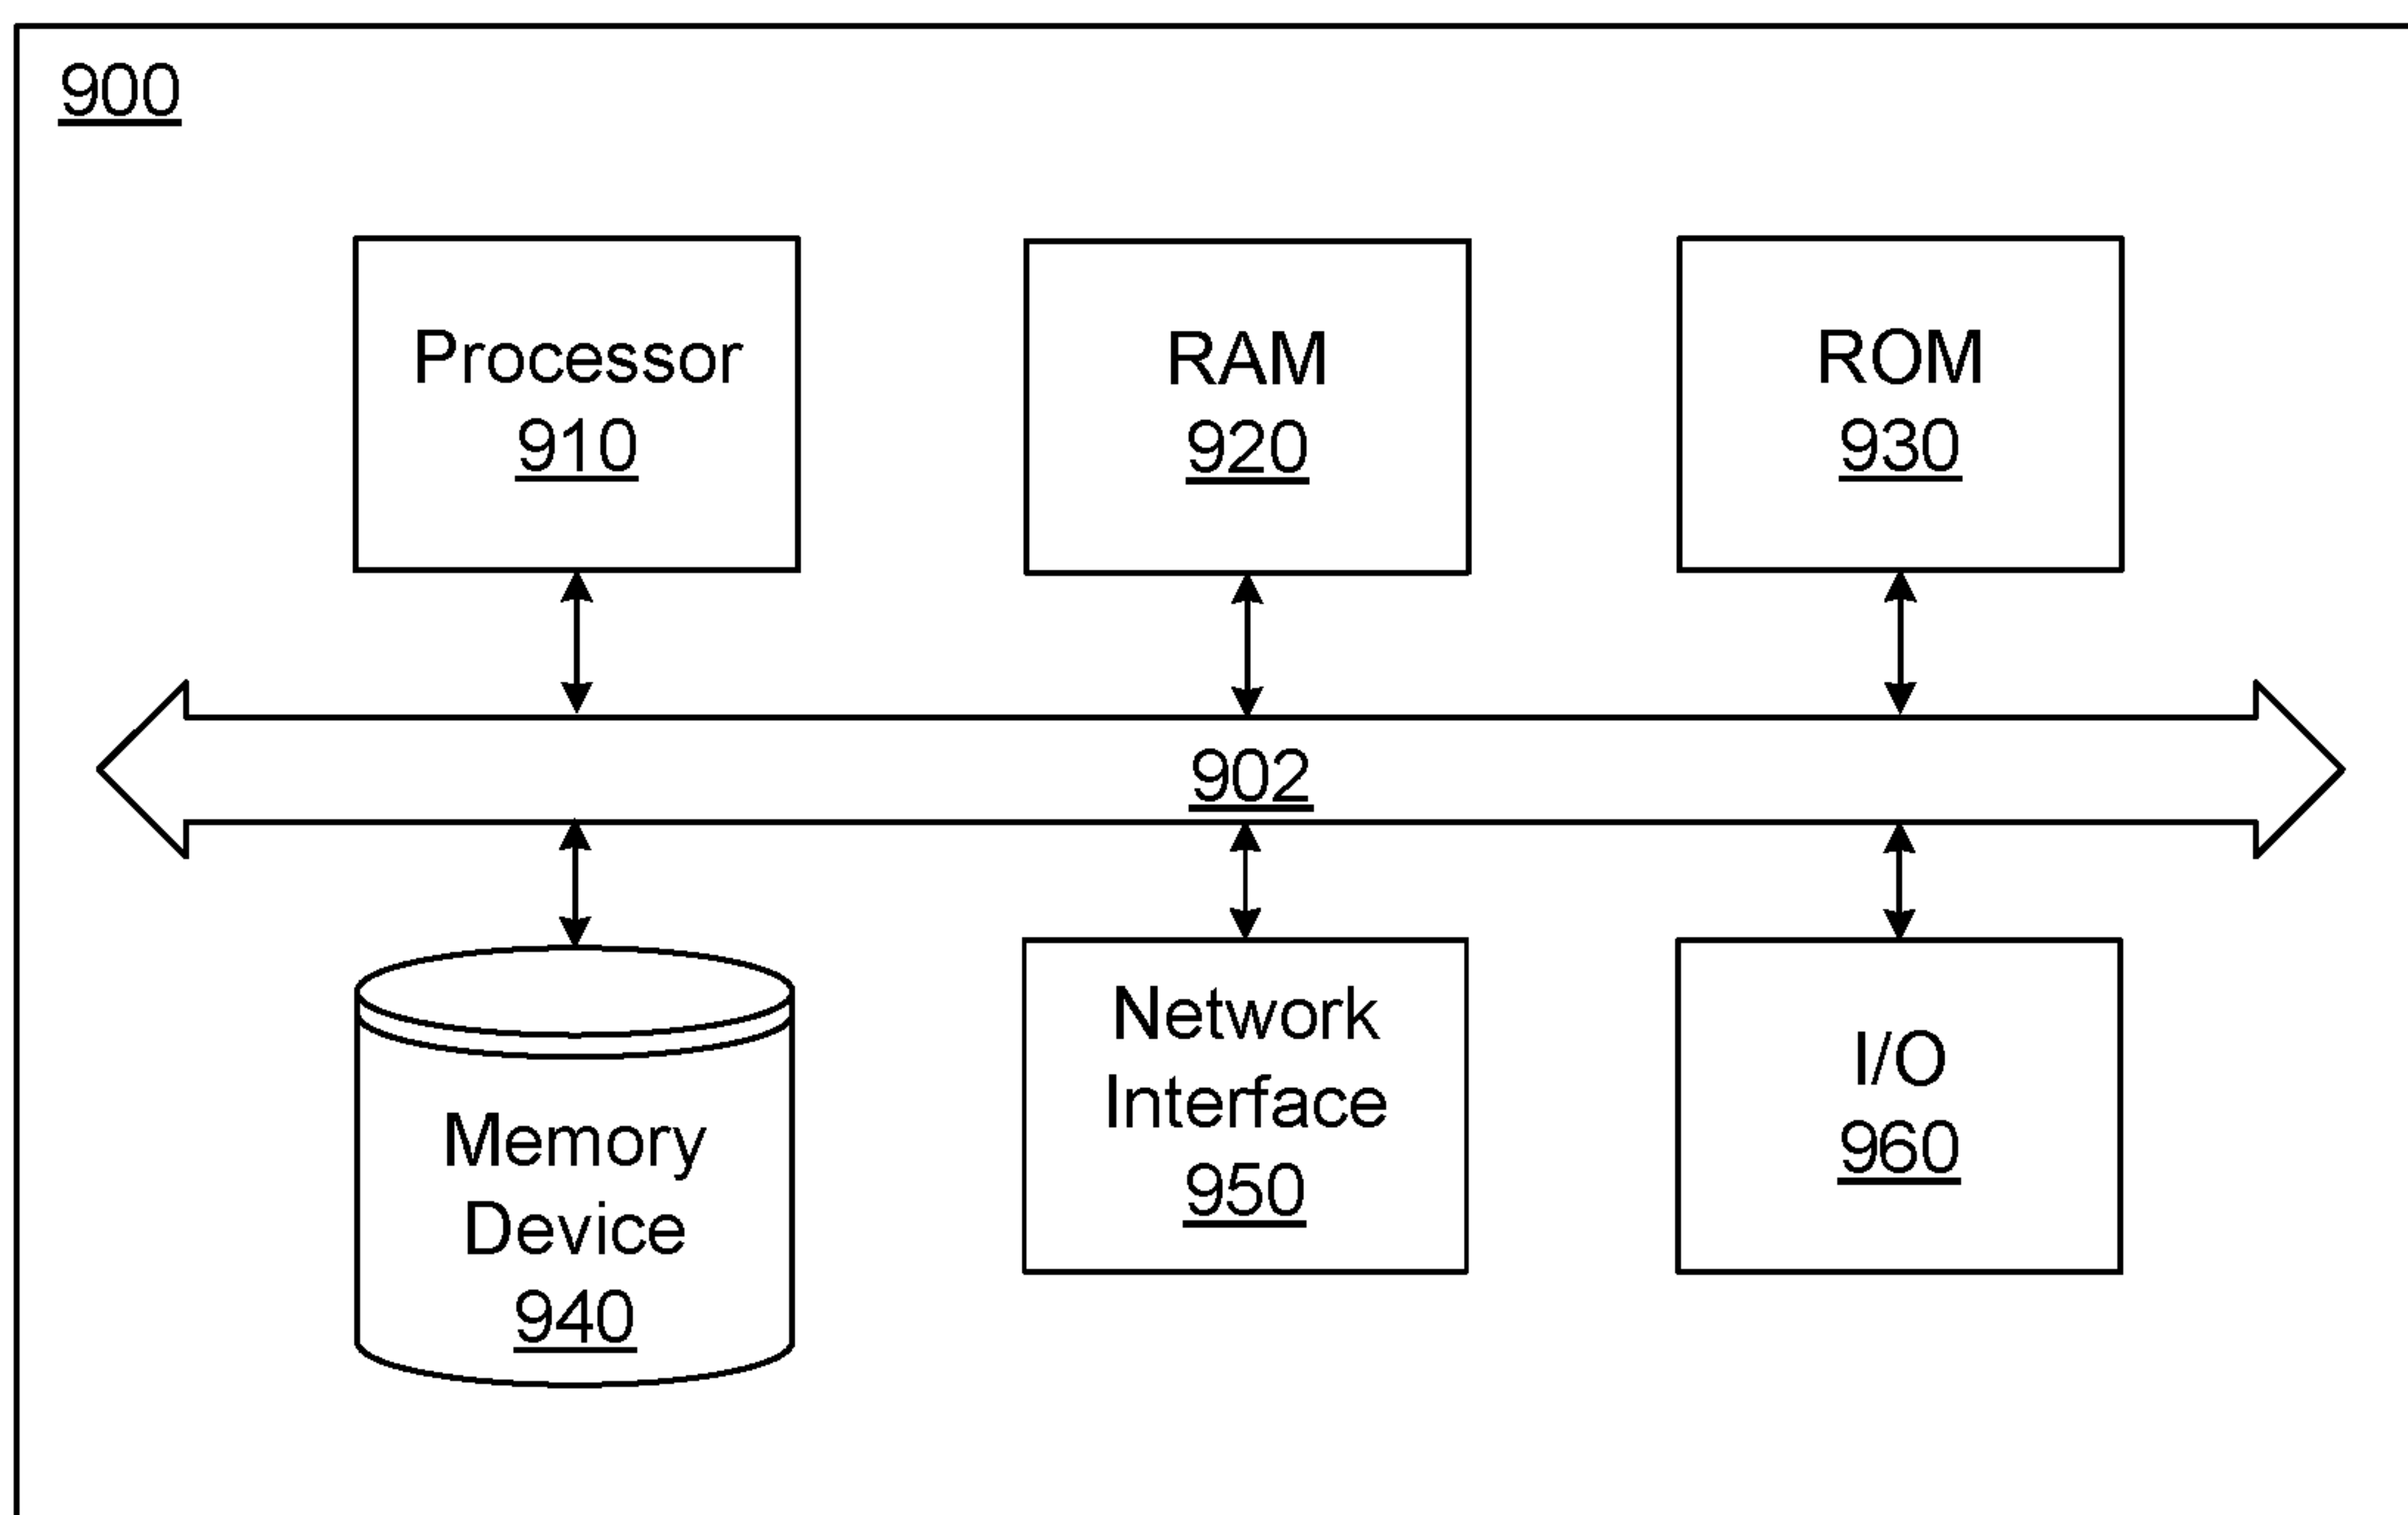 900
Processor
910
RAM
920
ROM
930
902
Memory
Device
940
Network
Interface
950
I/O
960